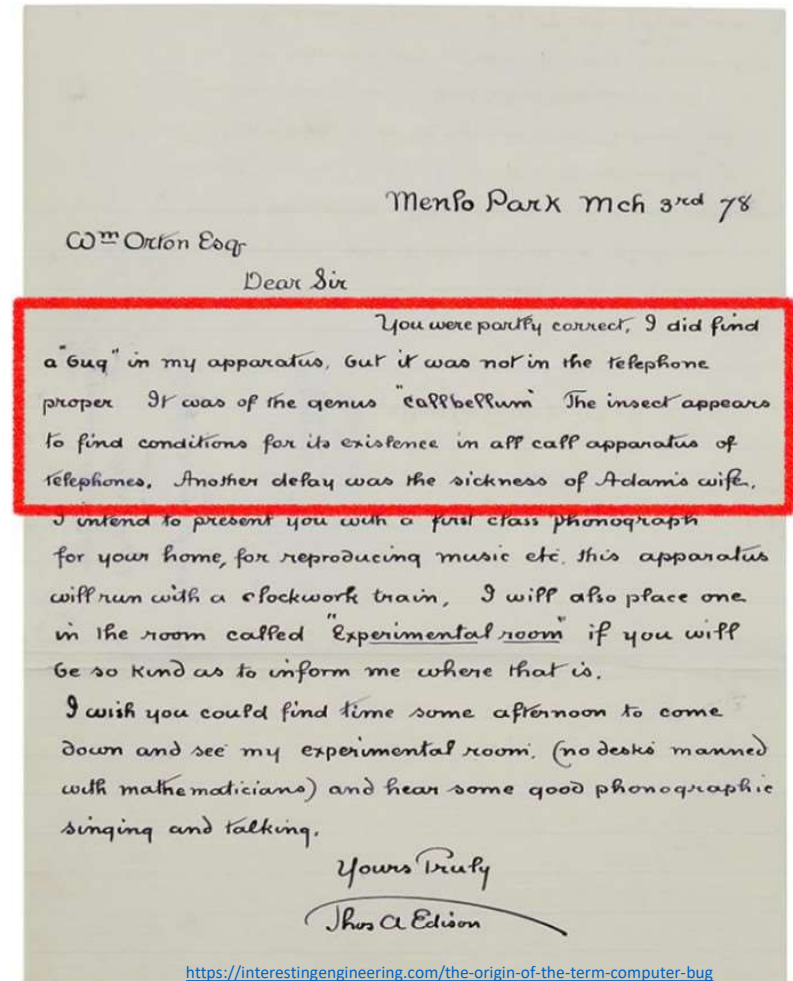 Menlo Park Mch 3rd 78
Wm Orton Esqr
Dear Sir
You were partly correct, I did find
a "bug" in my apparatus, but it was not in the telephone
proper It was of the genus "callbellum" The insect appears
to find conditions for its existence in all call apparatus of
telephones. Another delay was the sickness of Adams wife.
I intend to present you with a first class phonograph
for your home, for reproducing music etc. this apparatus
will run with a clockwork train, I will also place one
in the room called "Experimental room" if you will
be so kind as to inform me where that is.
I wish you could find time some afternoon to come
down and see my experimental room. (no desks manned
with mathematicians) and hear some good phonographic
singing and talking.
Yours Truly
Thos A Edison
https://interestingengineering.com/the-origin-of-the-term-computer-bug